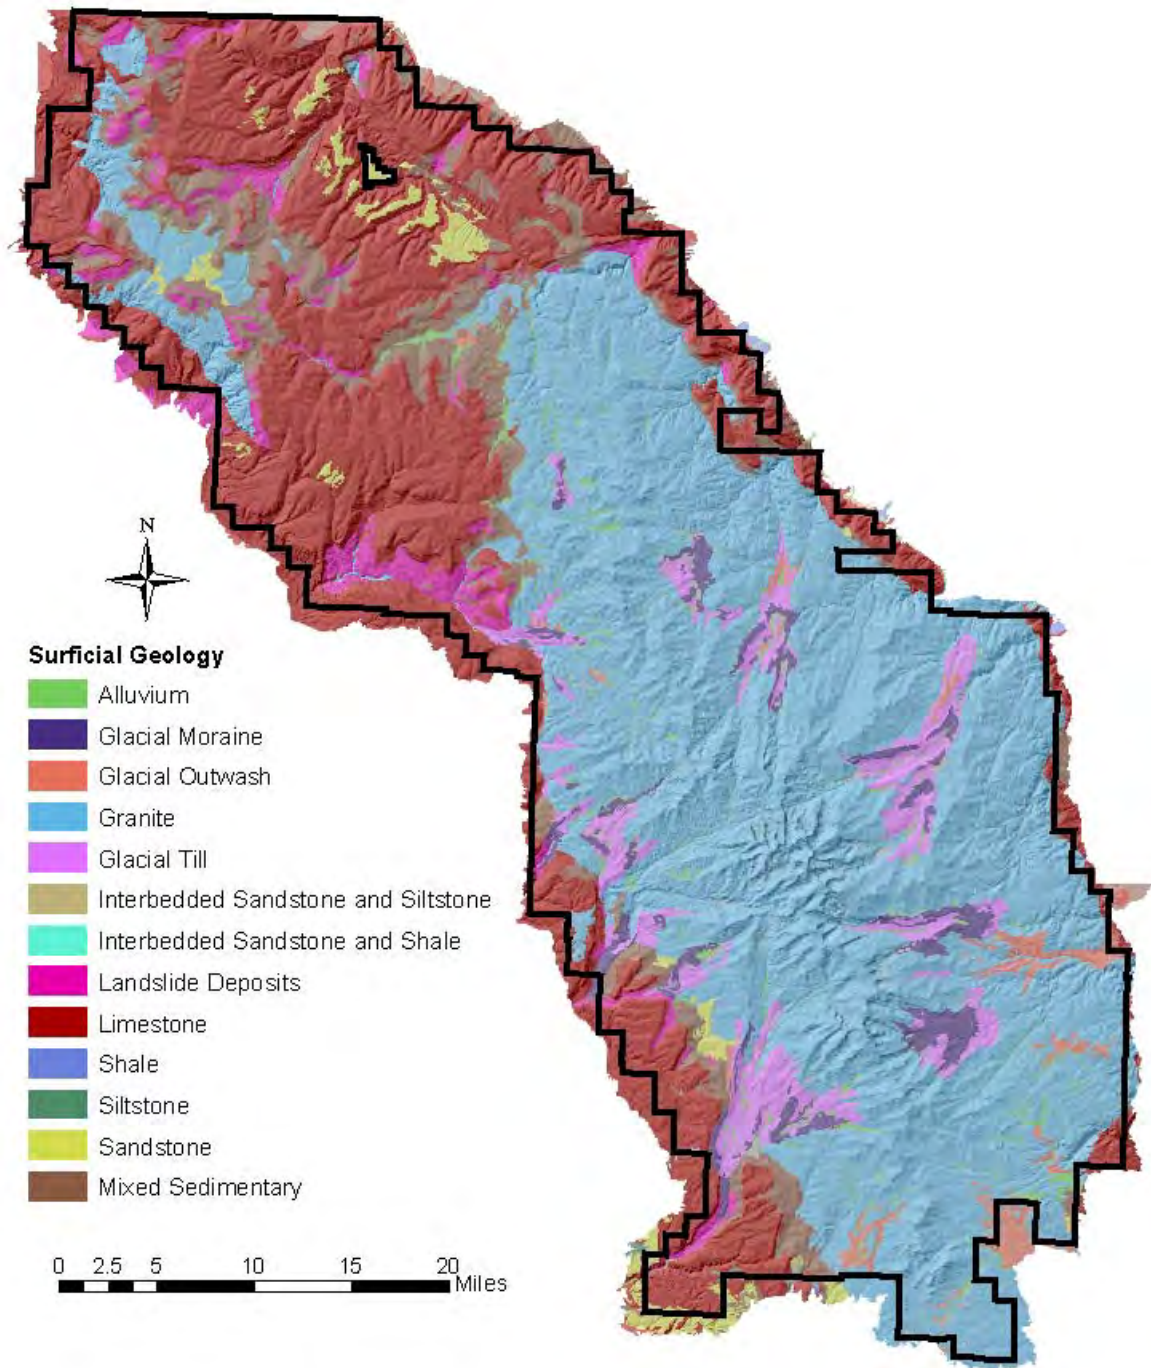 N
Surficial Geology
Alluvium
Glacial Moraine
Glacial Outwash
Granite
Glacial Till
Interbedded Sandstone and Siltstone
Interbedded Sandstone and Shale
Landslide Deposits
Limestone
Shale
Siltstone
Sandstone
Mixed Sedimentary
0 2.5 5 10 15 20
Miles